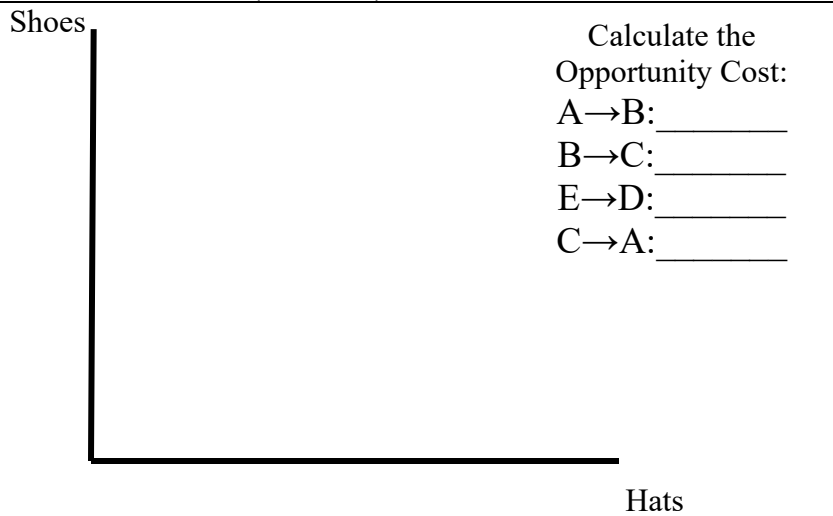 Shoes
Calculate the
Opportunity Cost:
A→B:_______
B→C:_______
E→D:_______
C→A:_______
Hats